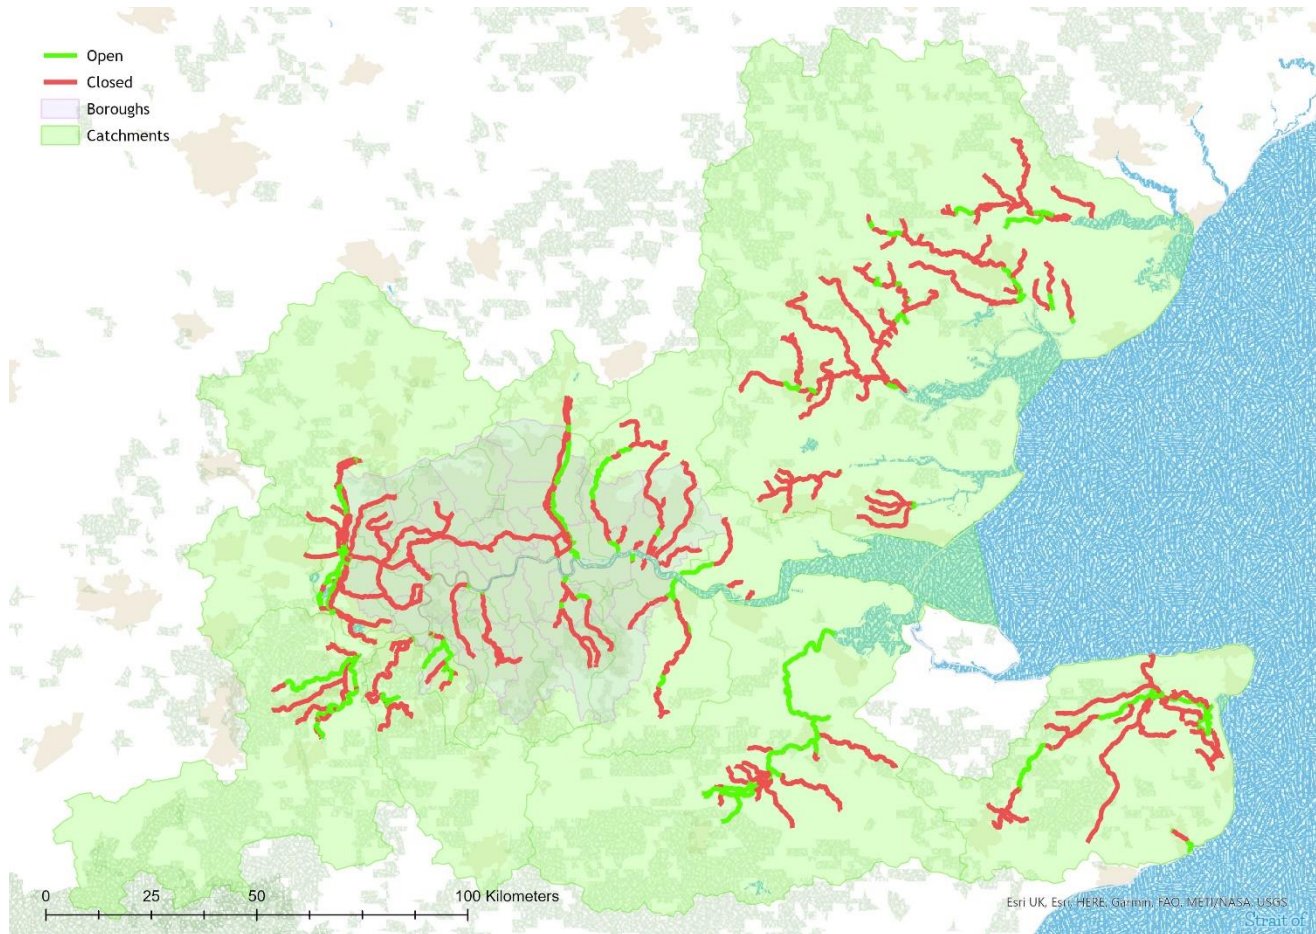 Open
Closed
Boroughs
Catchments
0 25 50 100 Kilometers
Esri UK, Esri, HERE, Garmin, FAO, METI/NASA, USGS
Strait of